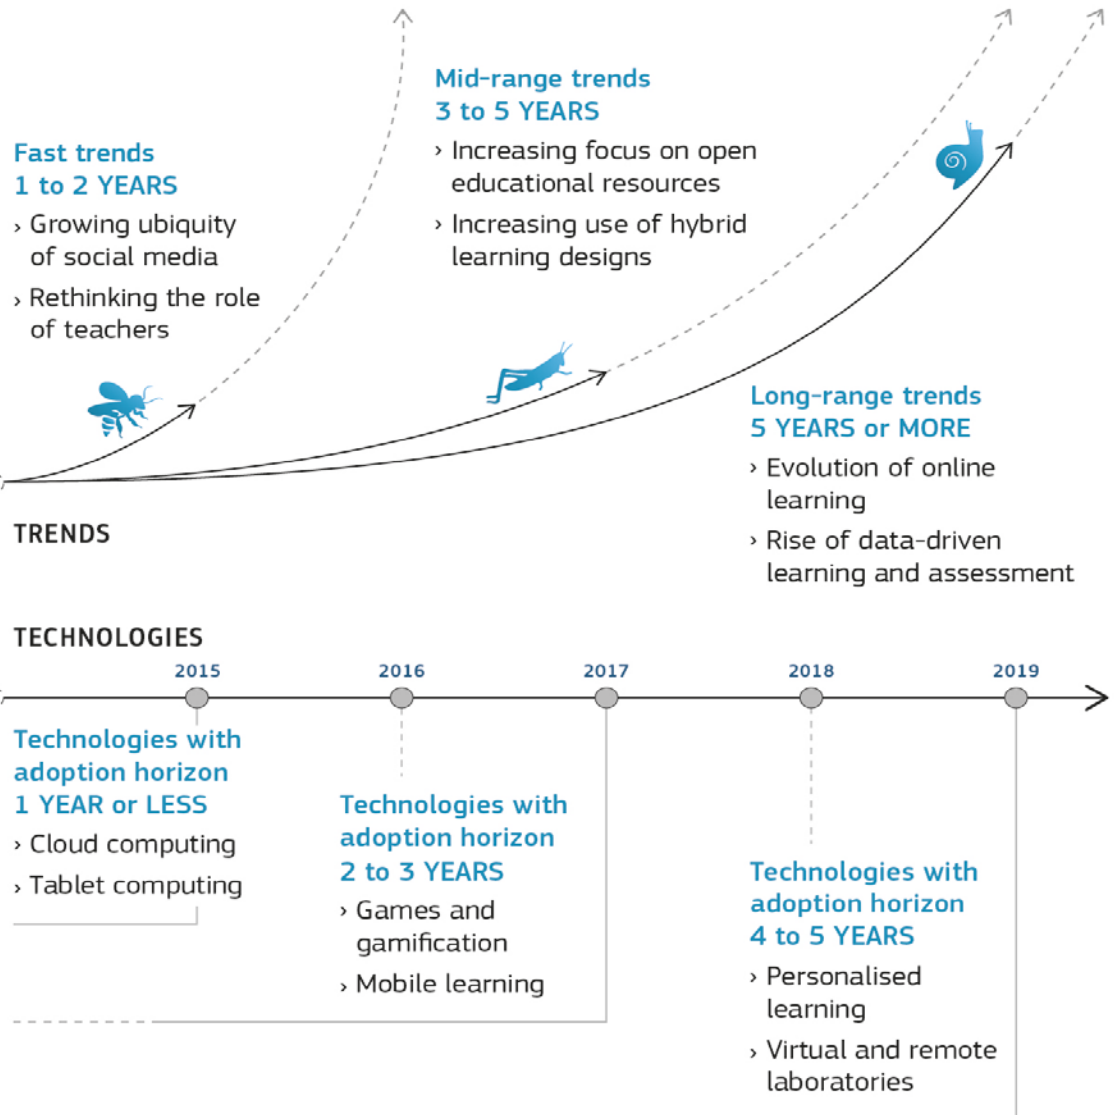 Fast trends
1 to 2 YEARS
› Growing ubiquity
of social media
› Rethinking the role
of teachers
Mid-range trends
3 to 5 YEARS
› Increasing focus on open
educational resources
› Increasing use of hybrid
learning designs
Long-range trends
5 YEARS or MORE
› Evolution of online
learning
› Rise of data-driven
learning and assessment
TRENDS
TECHNOLOGIES
2015 2016 2017 2018 2019
Technologies with
adoption horizon
1 YEAR or LESS
› Cloud computing
› Tablet computing
Technologies with
adoption horizon
2 to 3 YEARS
› Games and
gamification
› Mobile learning
Technologies with
adoption horizon
4 to 5 YEARS
› Personalised
learning
› Virtual and remote
laboratories